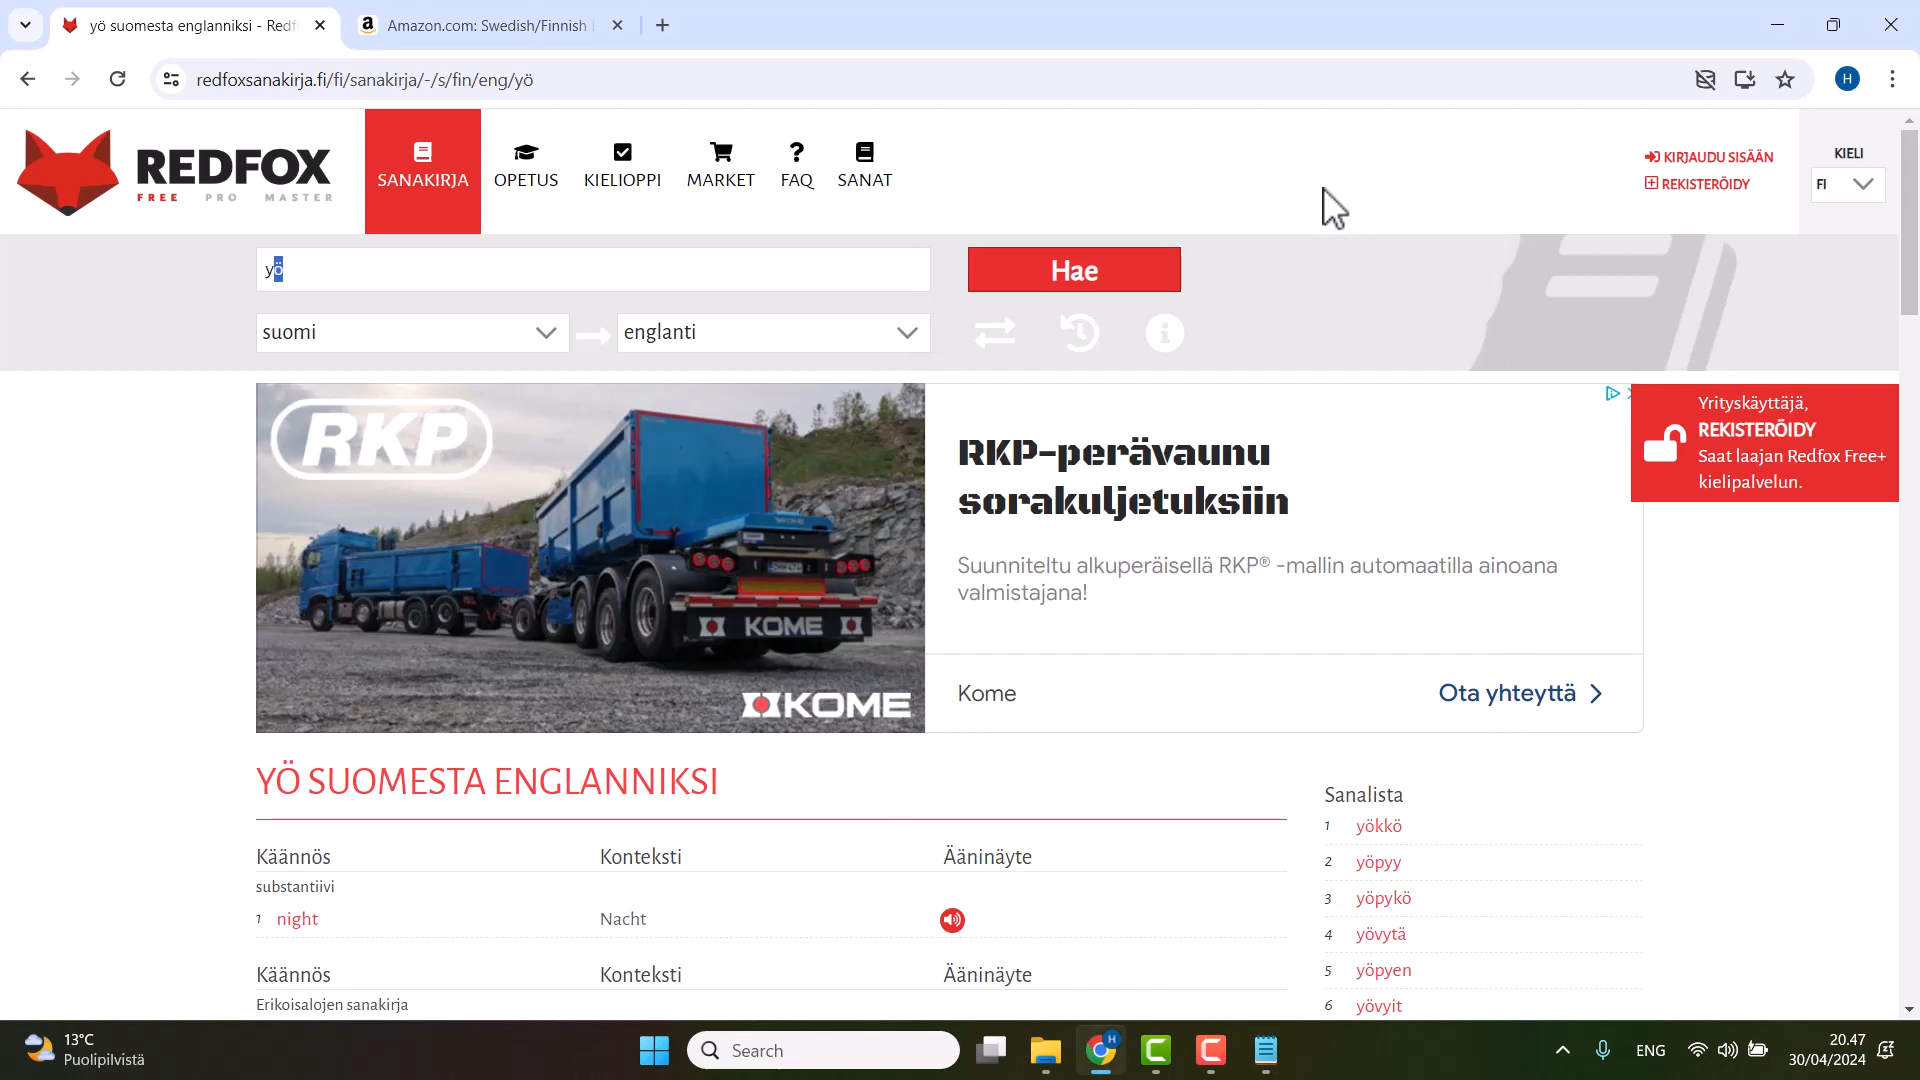 yö suomesta englanniksi - Redf
Amazon.com: Swedish/Finnish
redfoxsanakirja.fi/fi/sanakirja/-/s/fin/eng/yö
H
REDFOX
FREE PRO MASTER
SANAKIRJA
OPETUS
KIELIOPPI
MARKET
FAQ
SANAT
KIRJAUDU SISÄÄN
REKISTERÖIDY
KIELI
FI
yö
Hae
suomi
englanti
RKP
KOME
KOME
RKP-perävaunu
sorakuljetuksiin
Suunniteltu alkuperäisellä RKP® -mallin automaatilla ainoana
valmistajana!
Kome
Ota yhteyttä
Yrityskäyttäjä,
REKISTERÖIDY
Saat laajan Redfox Free+
kielipalvelun.
YÖ SUOMESTA ENGLANNIKSI
Käännös Konteksti Ääninäyte
substantiivi
1 night Nacht
Käännös Konteksti Ääninäyte
Erikoisalojen sanakirja
Sanalista
1 yökkö
2 yöpyy
3 yöpykö
4 yövytä
5 yöpyen
6 yövyit
13°C
Puolipilvistä
Search
H
ENG
20.47
30/04/2024